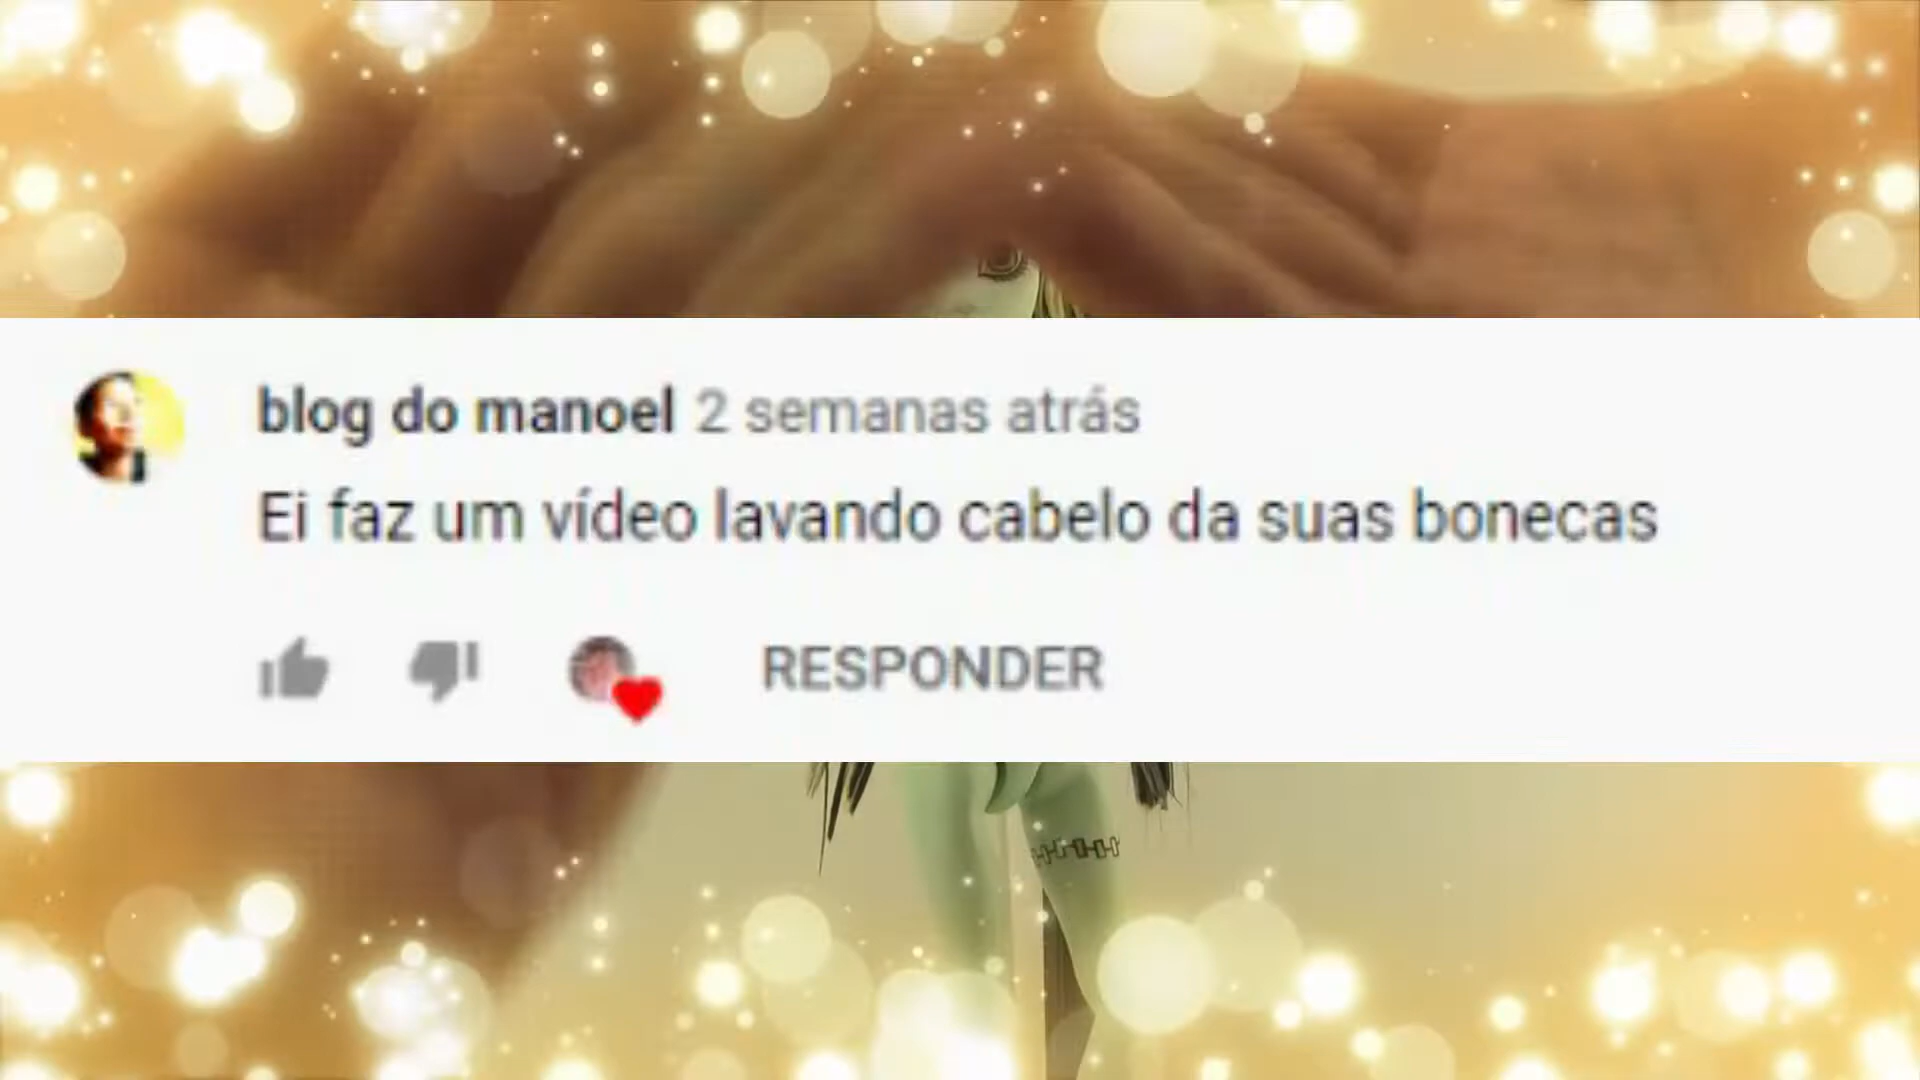 blog do manoel 2 semanas atrás
Ei faz um vídeo lavando cabelo da suas bonecas
RESPONDER